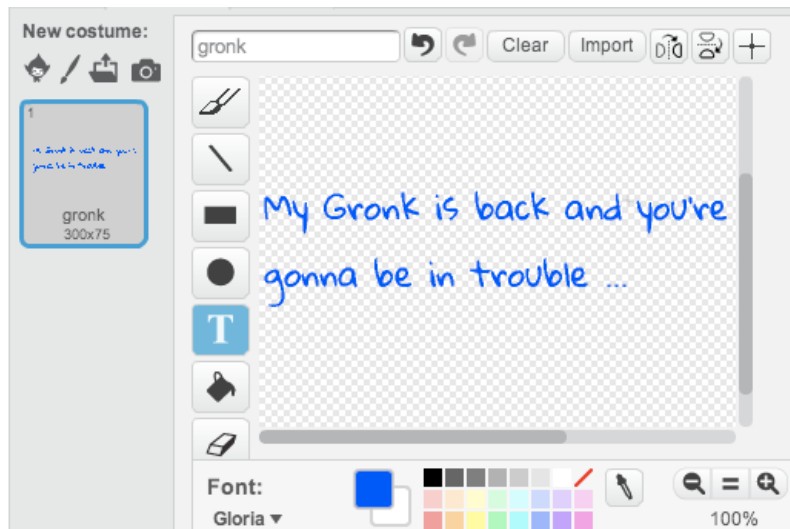 New costume:
gronk
Clear
Import
1
gronk
300x75
My Gronk is back and you're
gonna be in trouble ...
T
Font:
Gloria
100%